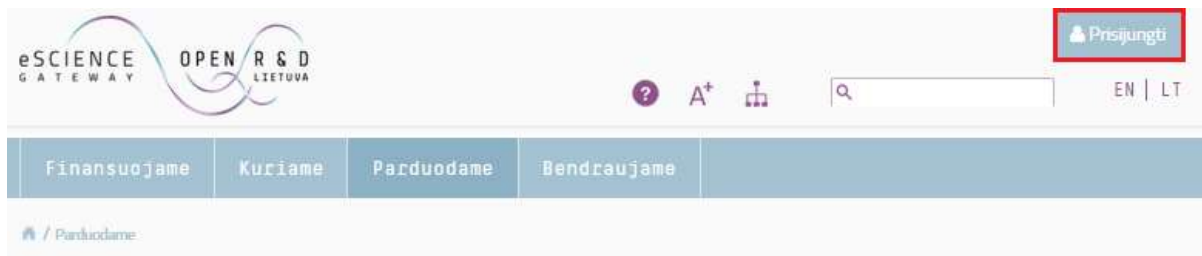 Prisijungti
eSCIENCE OPEN R & D
GATEWAY LIETUVA
? A+ EN | LT
Finansuojame Kuriame Parduodame Bendraujame
/ Parduodame